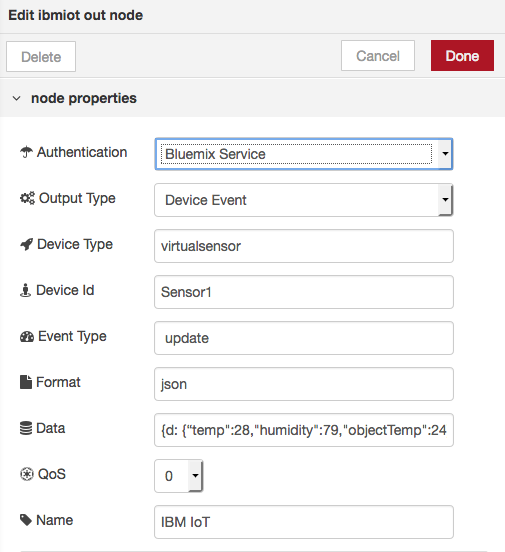 Edit ibmiot out node
Delete Cancel Done
node properties
Authentication Bluemix Service
Output Type Device Event
Device Type virtualsensor
Device Id Sensor1
Event Type update
Format json
Data {d: {“temp":28,"humidity":79,"objectTemp":24
QoS 0
Name IBM IoT